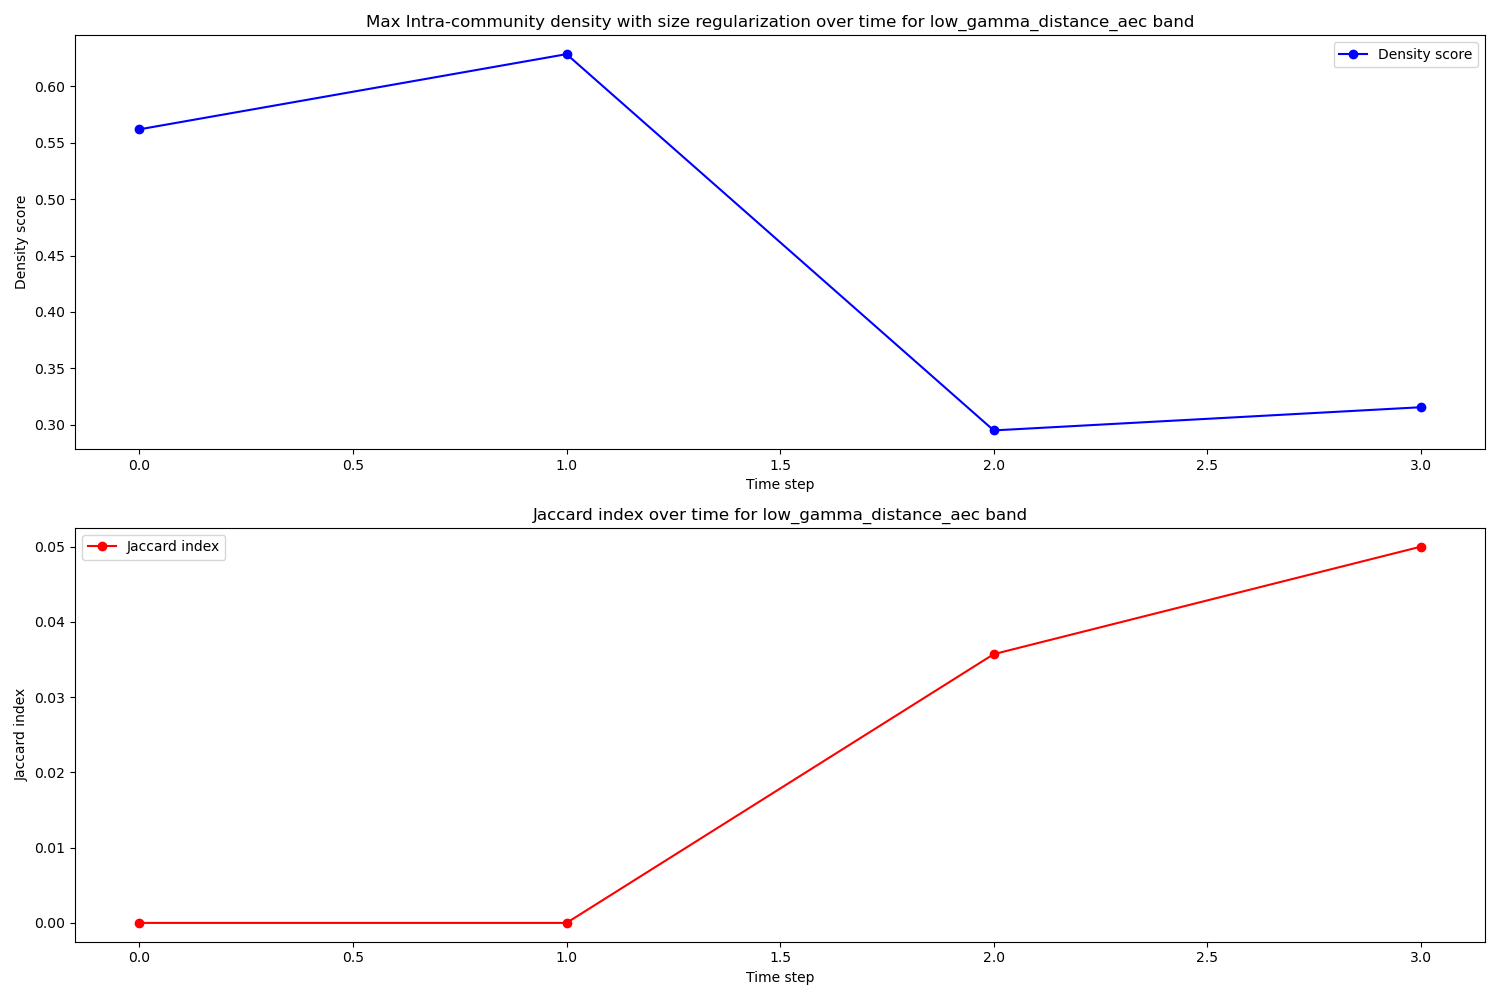 Max Intra-community density with size regularization over time for low_gamma_distance_aec band
Density score
0.60
0.55
0.50
0.45
0.40
0.35
0.30
Density score
0.0 0.5 1.0 1.5 2.0 2.5 3.0
Time step
Jaccard index over time for low_gamma_distance_aec band
Jaccard index
0.05
0.04
0.03
0.02
0.01
0.00
Jaccard index
0.0 0.5 1.0 1.5 2.0 2.5 3.0
Time step